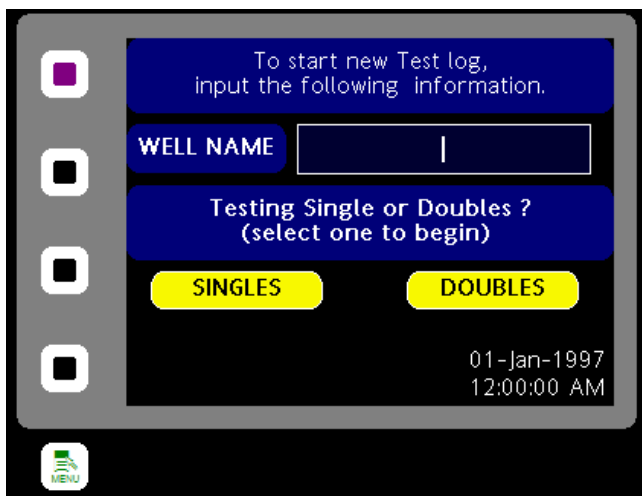 To start new Test log,
input the following information.
WELL NAME
Testing Single or Doubles ?
(select one to begin)
SINGLES
DOUBLES
01-Jan-1997
12:00:00 AM
MENU